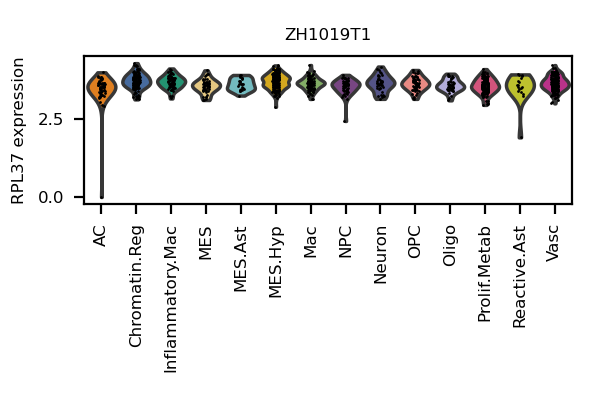 ZH1019T1
RPL37 expression
2.5
0.0
AC
Chromatin.Reg
Inflammatory.Mac
MES
MES.Ast
MES.Hyp
Mac
NPC
Neuron
OPC
Oligo
Prolif.Metab
Reactive.Ast
Vasc